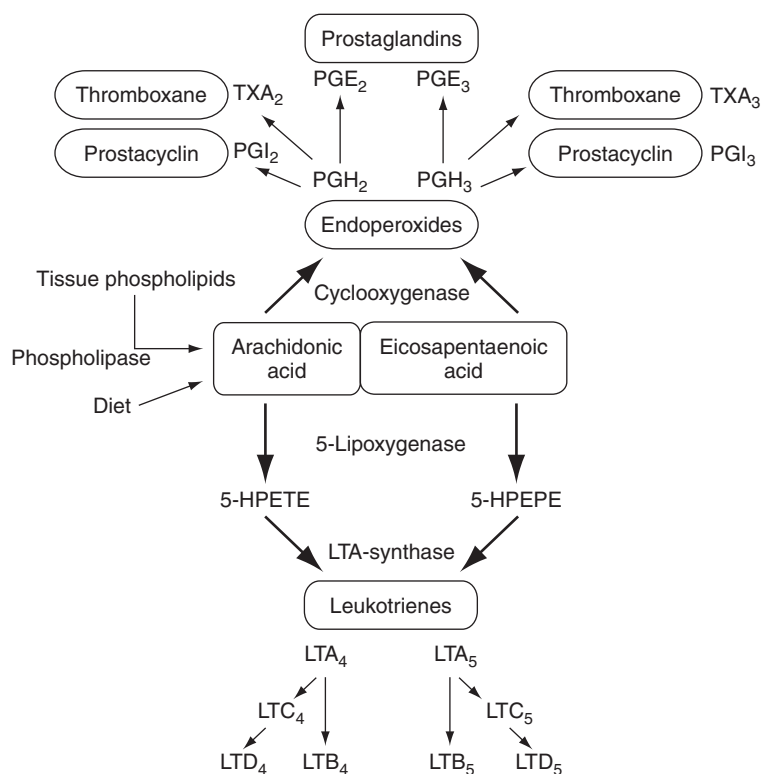 Prostaglandins
Thromboxane TXA₂ PGE₂ PGE₃ Thromboxane TXA₃
Prostacyclin PGI₂ Prostacyclin PGI₃
PGH₂ PGH₃
Endoperoxides
Tissue phospholipids
Cyclooxygenase
Arachidonic
acid
Eicosapentaenoic
acid
Phospholipase
Diet
5-Lipoxygenase
5-HPETE 5-HPEPE
LTA-synthase
Leukotrienes
LTA₄ LTA₅
LTC₄ LTC₅
LTD₄ LTB₄ LTB₅ LTD₅